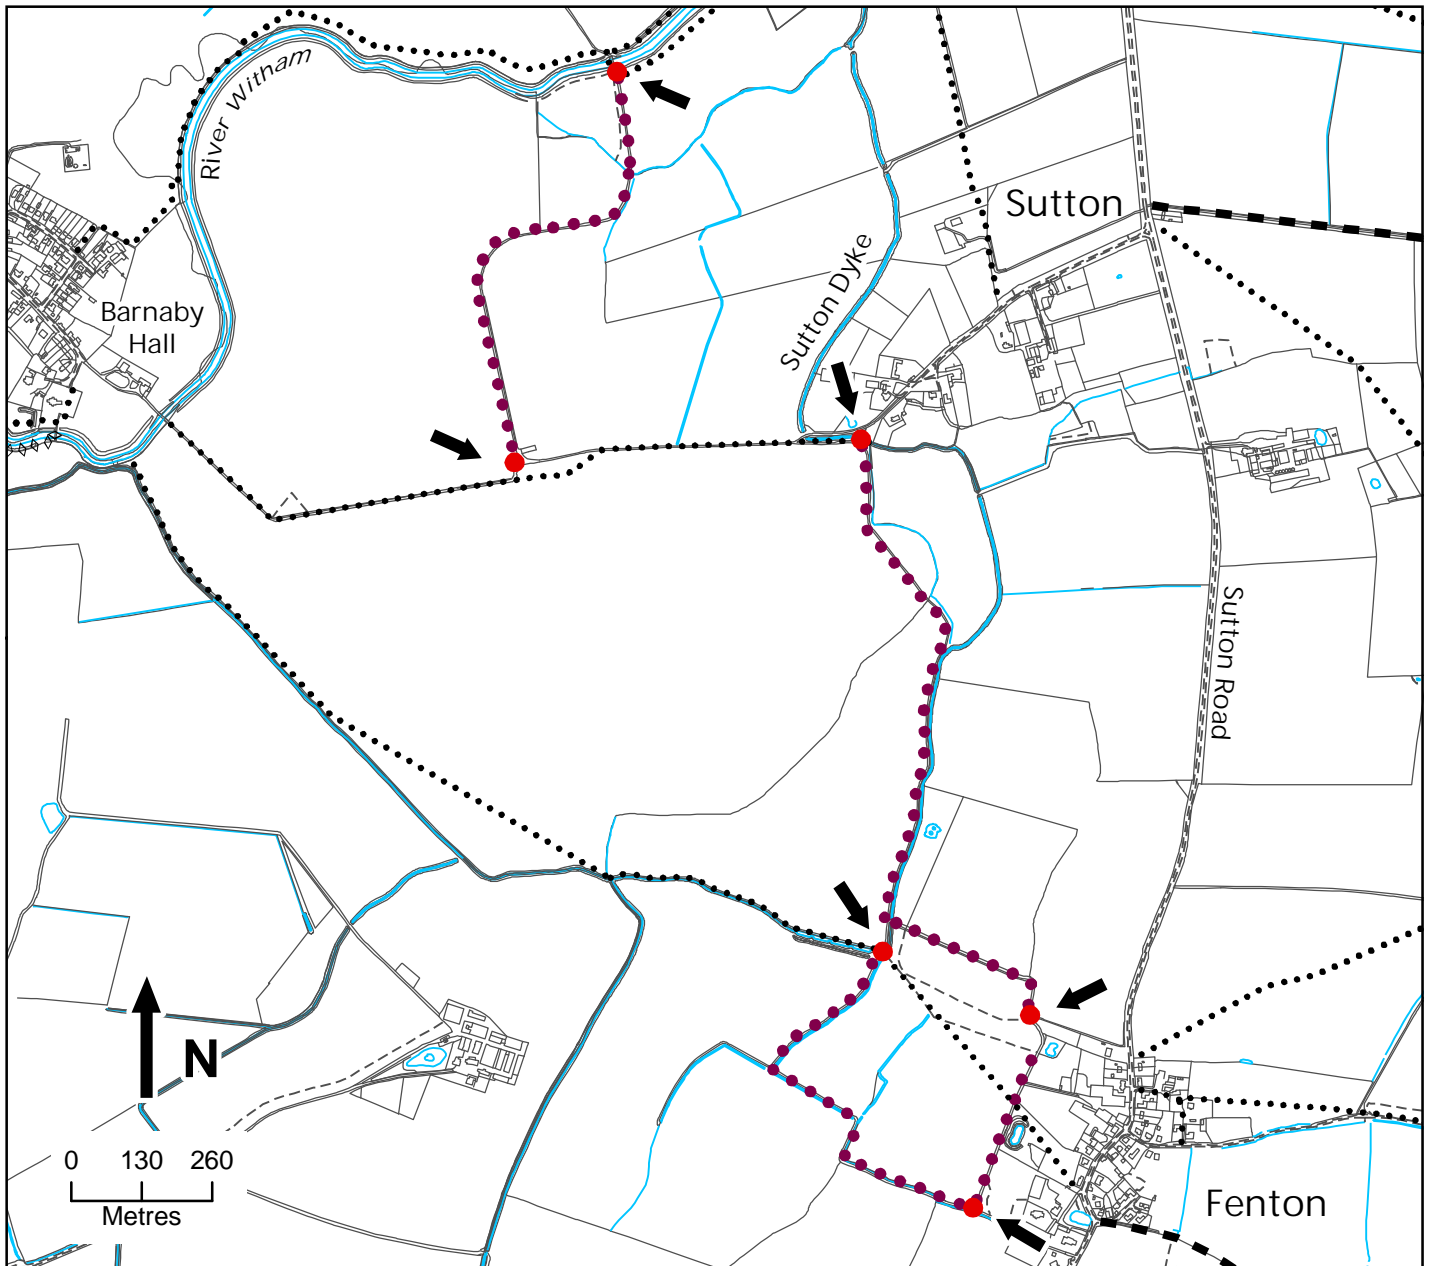 River Witham
Sutton
Sutton Dyke
Barnaby
Hall
Sutton Road
N
0 130 260
Metres
Fenton